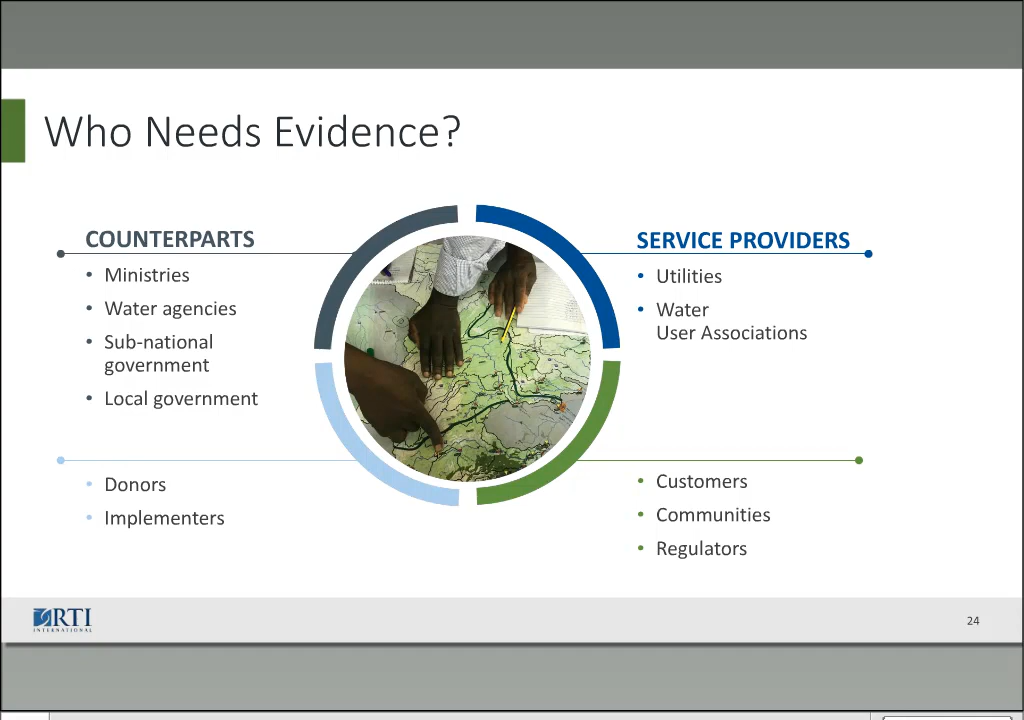 Who Needs Evidence?
COUNTERPARTS
• Ministries
• Water agencies
• Sub-national
government
• Local government
SERVICE PROVIDERS
• Utilities
• Water
User Associations
• Donors
• Implementers
• Customers
• Communities
• Regulators
RTI
INTERNATIONAL
24